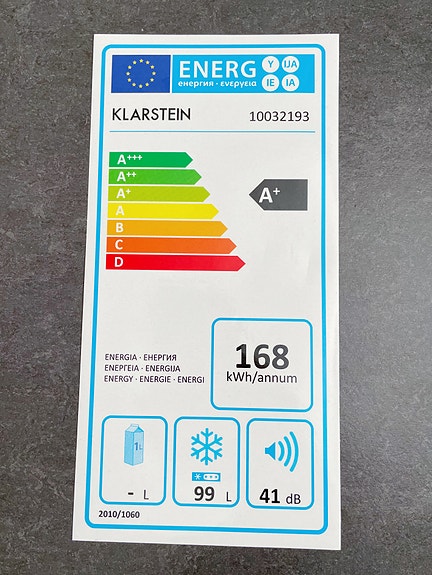 ENERG Y IJA
енергия · ενεργεια IE IA
KLARSTEIN 10032193
A+++
A++
A+ A+
A
B
C
D
168
kWh/annum
ENERGIA · ЕНЕРГИЯ
ΕΝΕΡΓΕΙΑ · ENERGIJA
ENERGY · ENERGIE · ENERGI
1L
- L 99 L 41 dB
2010/1060